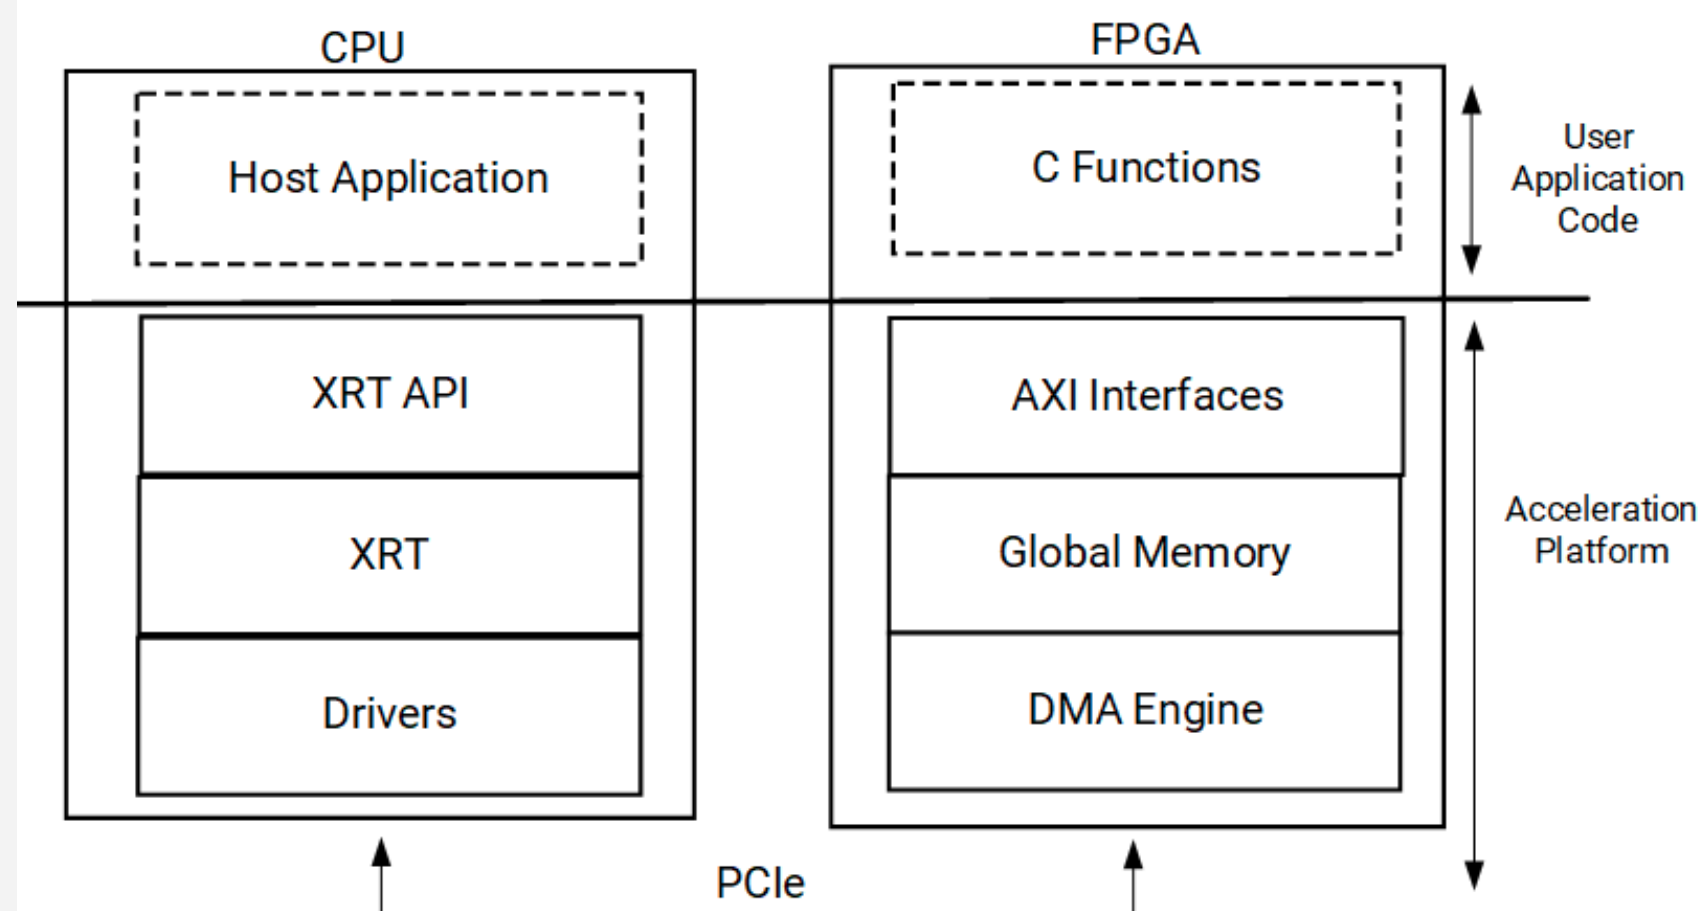 CPU
FPGA
Host Application
C Functions
User
Application
Code
XRT API
AXI Interfaces
XRT
Global Memory
Acceleration
Platform
Drivers
DMA Engine
PCIe